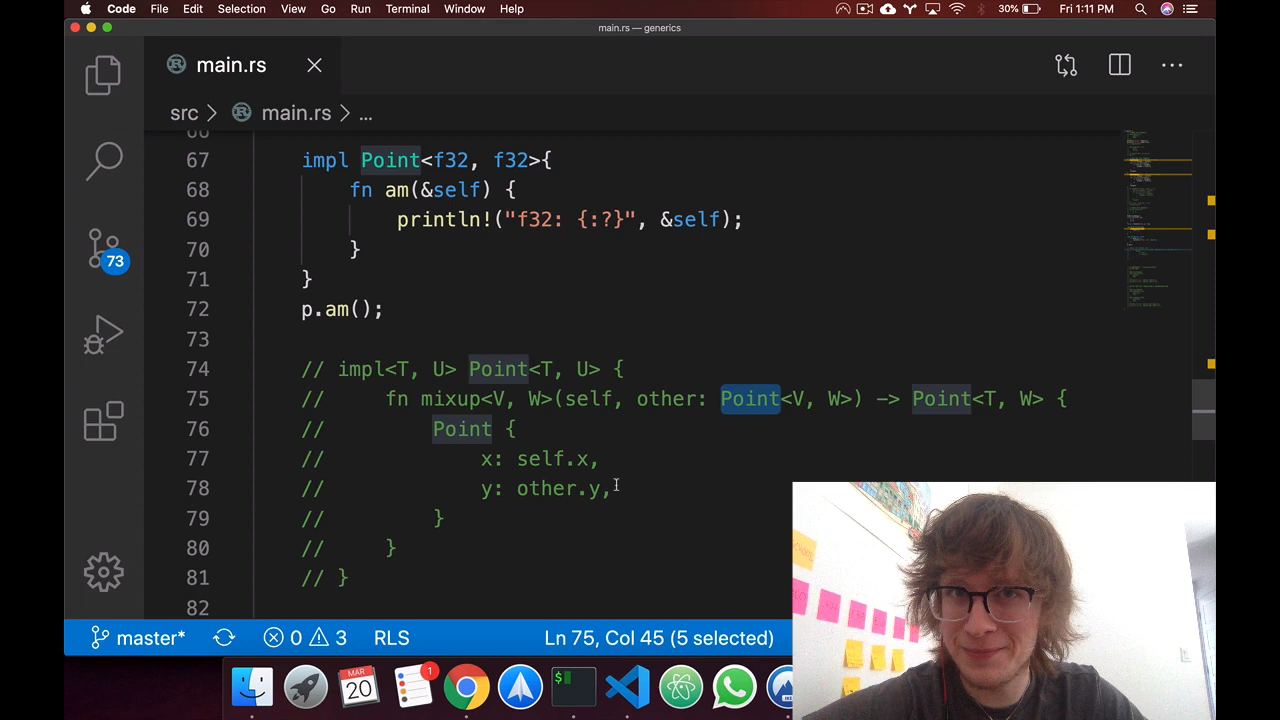 Code File Edit Selection View Go Run Terminal Window Help 30% Fri 1:11 PM
main.rs — generics
main.rs
src > main.rs > ...
66
67 impl Point<f32, f32>{
68 fn am(&self) {
69 println!("f32: {:?}", &self);
70 }
71 }
72 p.am();
73
74 // impl<T, U> Point<T, U> {
75 // fn mixup<V, W>(self, other: Point<V, W>) -> Point<T, W> {
76 // Point {
77 // x: self.x,
78 // y: other.y,
79 // }
80 // }
81 // }
82
73
master* 0 3 RLS Ln 75, Col 45 (5 selected)
MAR
20
1
$